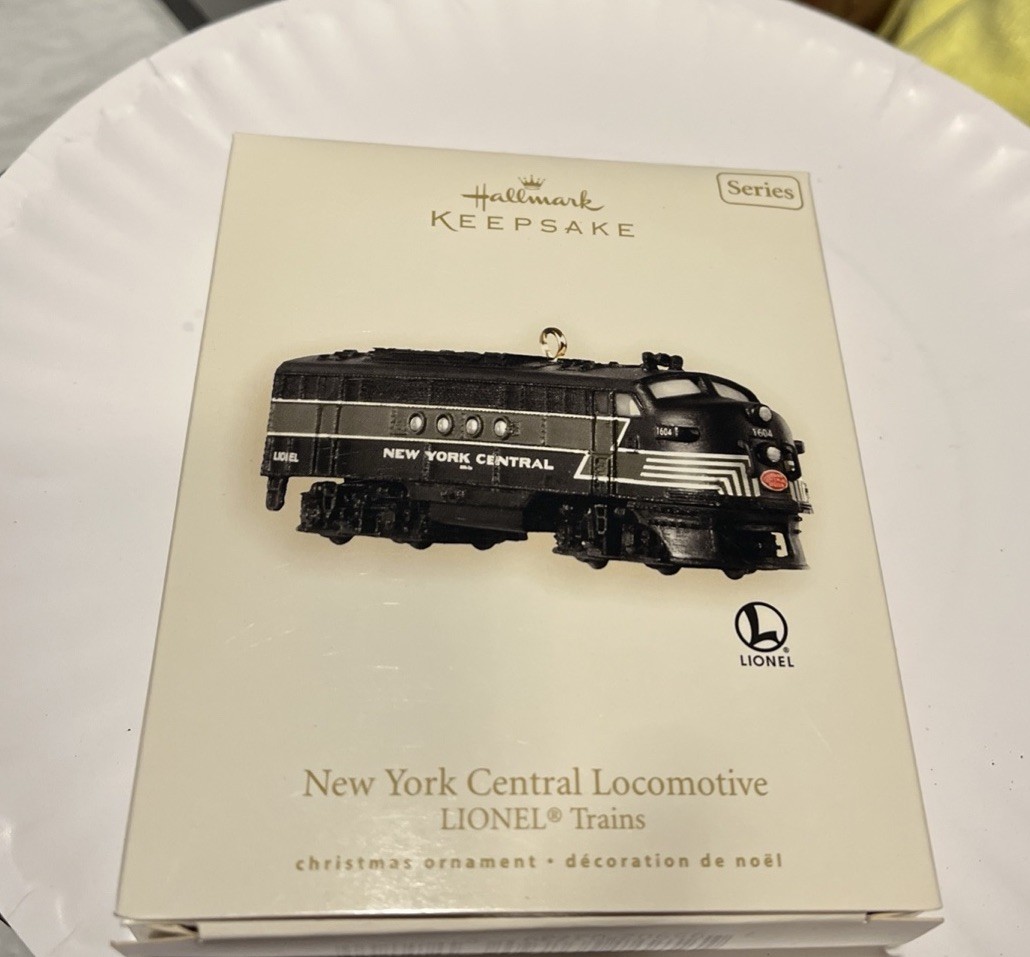 Hallmark
KEEPSAKE
Series
1604
1604
LIONEL
NEW YORK CENTRAL
L
LIONEL
New York Central Locomotive
LIONEL® Trains
christmas ornament • décoration de noël